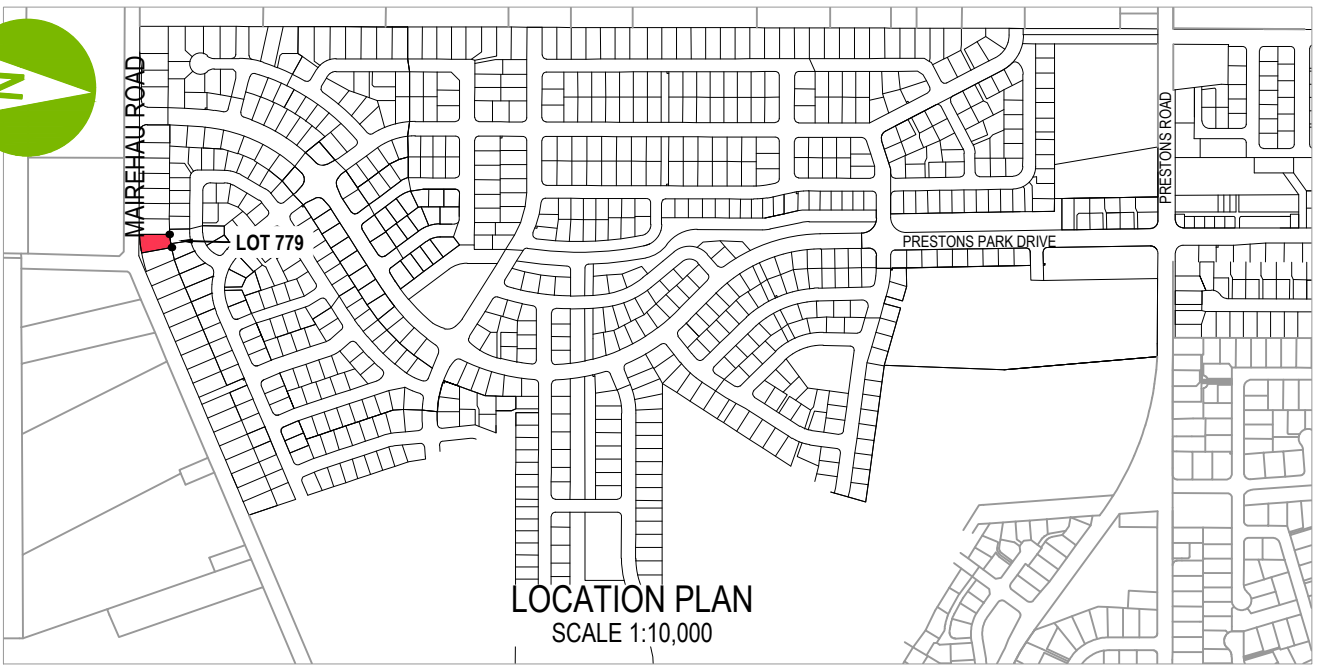 N
MAIREHAU ROAD
LOT 779
PRESTONS PARK DRIVE
PRESTONS ROAD
LOCATION PLAN
SCALE 1:10,000